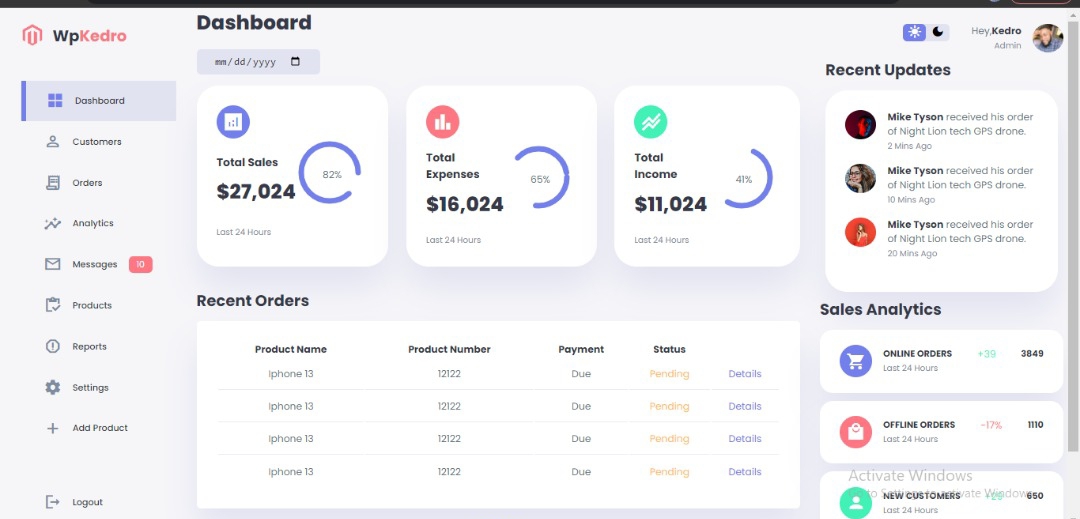 WpKedro
Dashboard
Customers
Orders
Analytics
Messages 10
Products
Reports
Settings
Add Product
Logout
Dashboard
mm/dd/yyyy
Total Sales
$27,024
82%
Last 24 Hours
Total
Expenses
$16,024
65%
Last 24 Hours
Total
Income
$11,024
41%
Last 24 Hours
Recent Orders
Product Name Product Number Payment Status
Iphone 13 12122 Due Pending Details
Iphone 13 12122 Due Pending Details
Iphone 13 12122 Due Pending Details
Iphone 13 12122 Due Pending Details
Hey,Kedro
Admin
Recent Updates
Mike Tyson received his order
of Night Lion tech GPS drone.
2 Mins Ago
Mike Tyson received his order
of Night Lion tech GPS drone.
10 Mins Ago
Mike Tyson received his order
of Night Lion tech GPS drone.
20 Mins Ago
Sales Analytics
ONLINE ORDERS +39 3849
Last 24 Hours
OFFLINE ORDERS -17% 1110
Last 24 Hours
NEW CUSTOMERS 650
Last 24 Hours
Activate Windows
to Settings to activate Windows